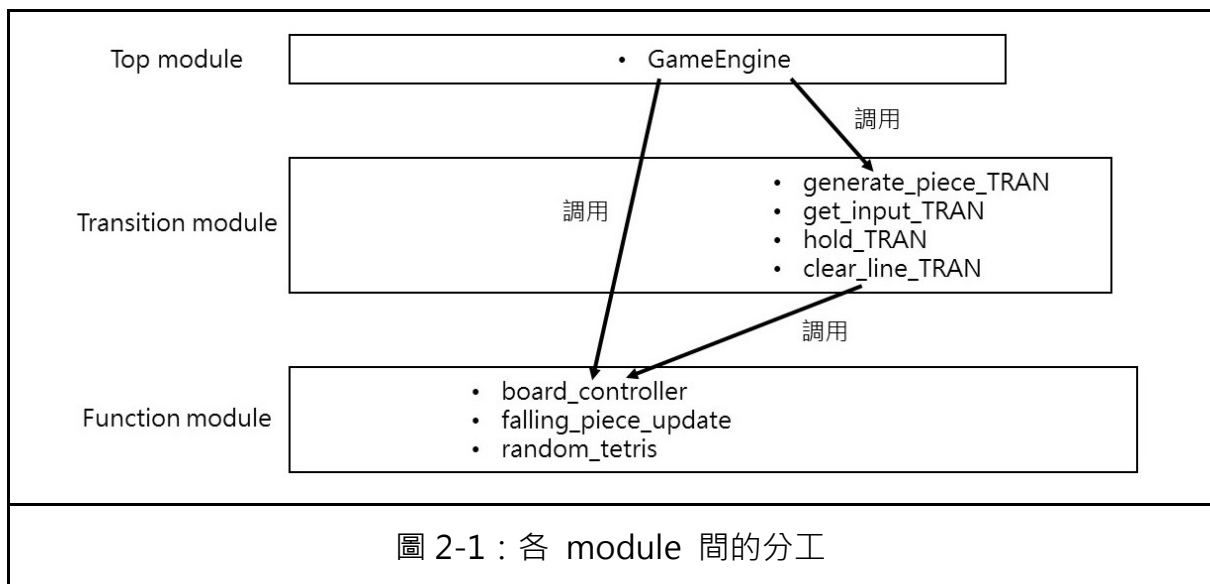 Top module
• GameEngine
調用
Transition module
調用
• generate_piece_TRAN
• get_input_TRAN
• hold_TRAN
• clear_line_TRAN
調用
Function module
• board_controller
• falling_piece_update
• random_tetris
圖 2-1：各 module 間的分工